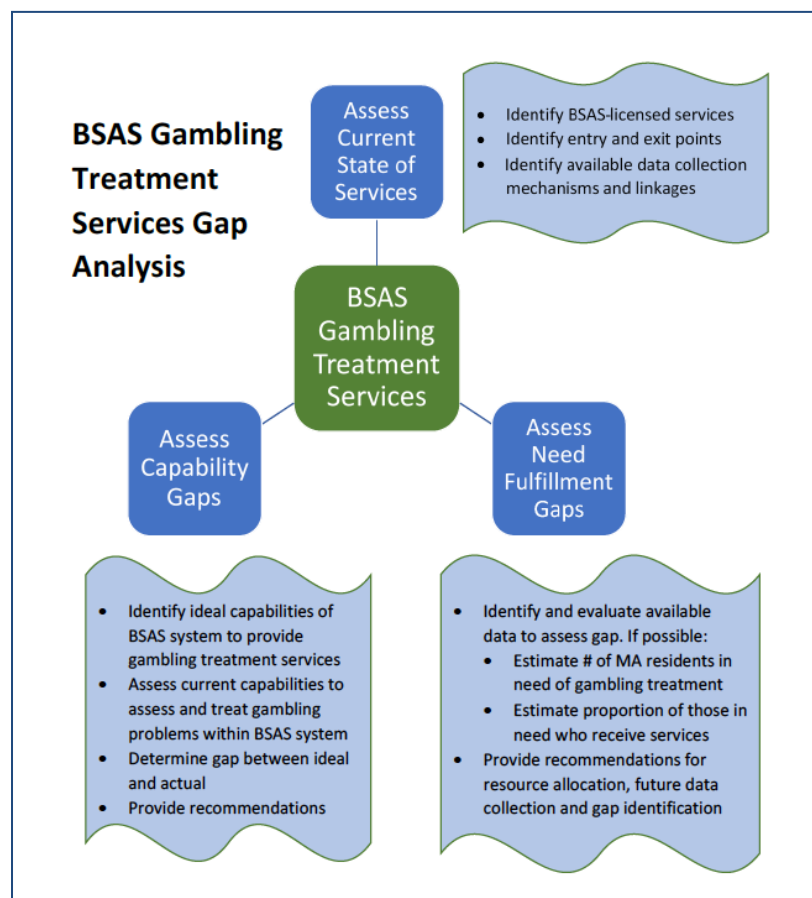 BSAS Gambling
Treatment
Services Gap
Analysis
Assess
Current
State of
Services
• Identify BSAS-licensed services
• Identify entry and exit points
• Identify available data collection
mechanisms and linkages
BSAS
Gambling
Treatment
Services
Assess
Capability
Gaps
Assess
Need
Fulfillment
Gaps
• Identify ideal capabilities of
BSAS system to provide
gambling treatment services
• Assess current capabilities to
assess and treat gambling
problems within BSAS system
• Determine gap between ideal
and actual
• Provide recommendations
• Identify and evaluate available
data to assess gap. If possible:
• Estimate # of MA residents in
need of gambling treatment
• Estimate proportion of those in
need who receive services
• Provide recommendations for
resource allocation, future data
collection and gap identification